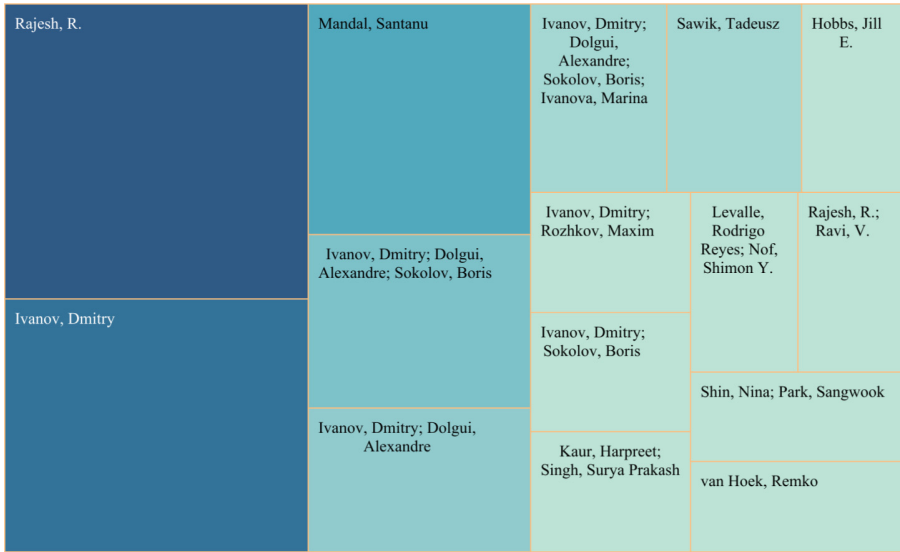 Rajesh, R.
Ivanov, Dmitry
Mandal, Santanu
Ivanov, Dmitry; Dolgui,
Alexandre; Sokolov, Boris
Ivanov, Dmitry; Dolgui,
Alexandre
Ivanov, Dmitry;
Dolgui,
Alexandre;
Sokolov, Boris;
Ivanova, Marina
Sawik, Tadeusz
Hobbs, Jill
E.
Ivanov, Dmitry;
Rozhkov, Maxim
Ivanov, Dmitry;
Sokolov, Boris
Kaur, Harpreet;
Singh, Surya Prakash
Levalle,
Rodrigo
Reyes; Nof,
Shimon Y.
Rajesh, R.;
Ravi, V.
Shin, Nina; Park, Sangwook
van Hoek, Remko